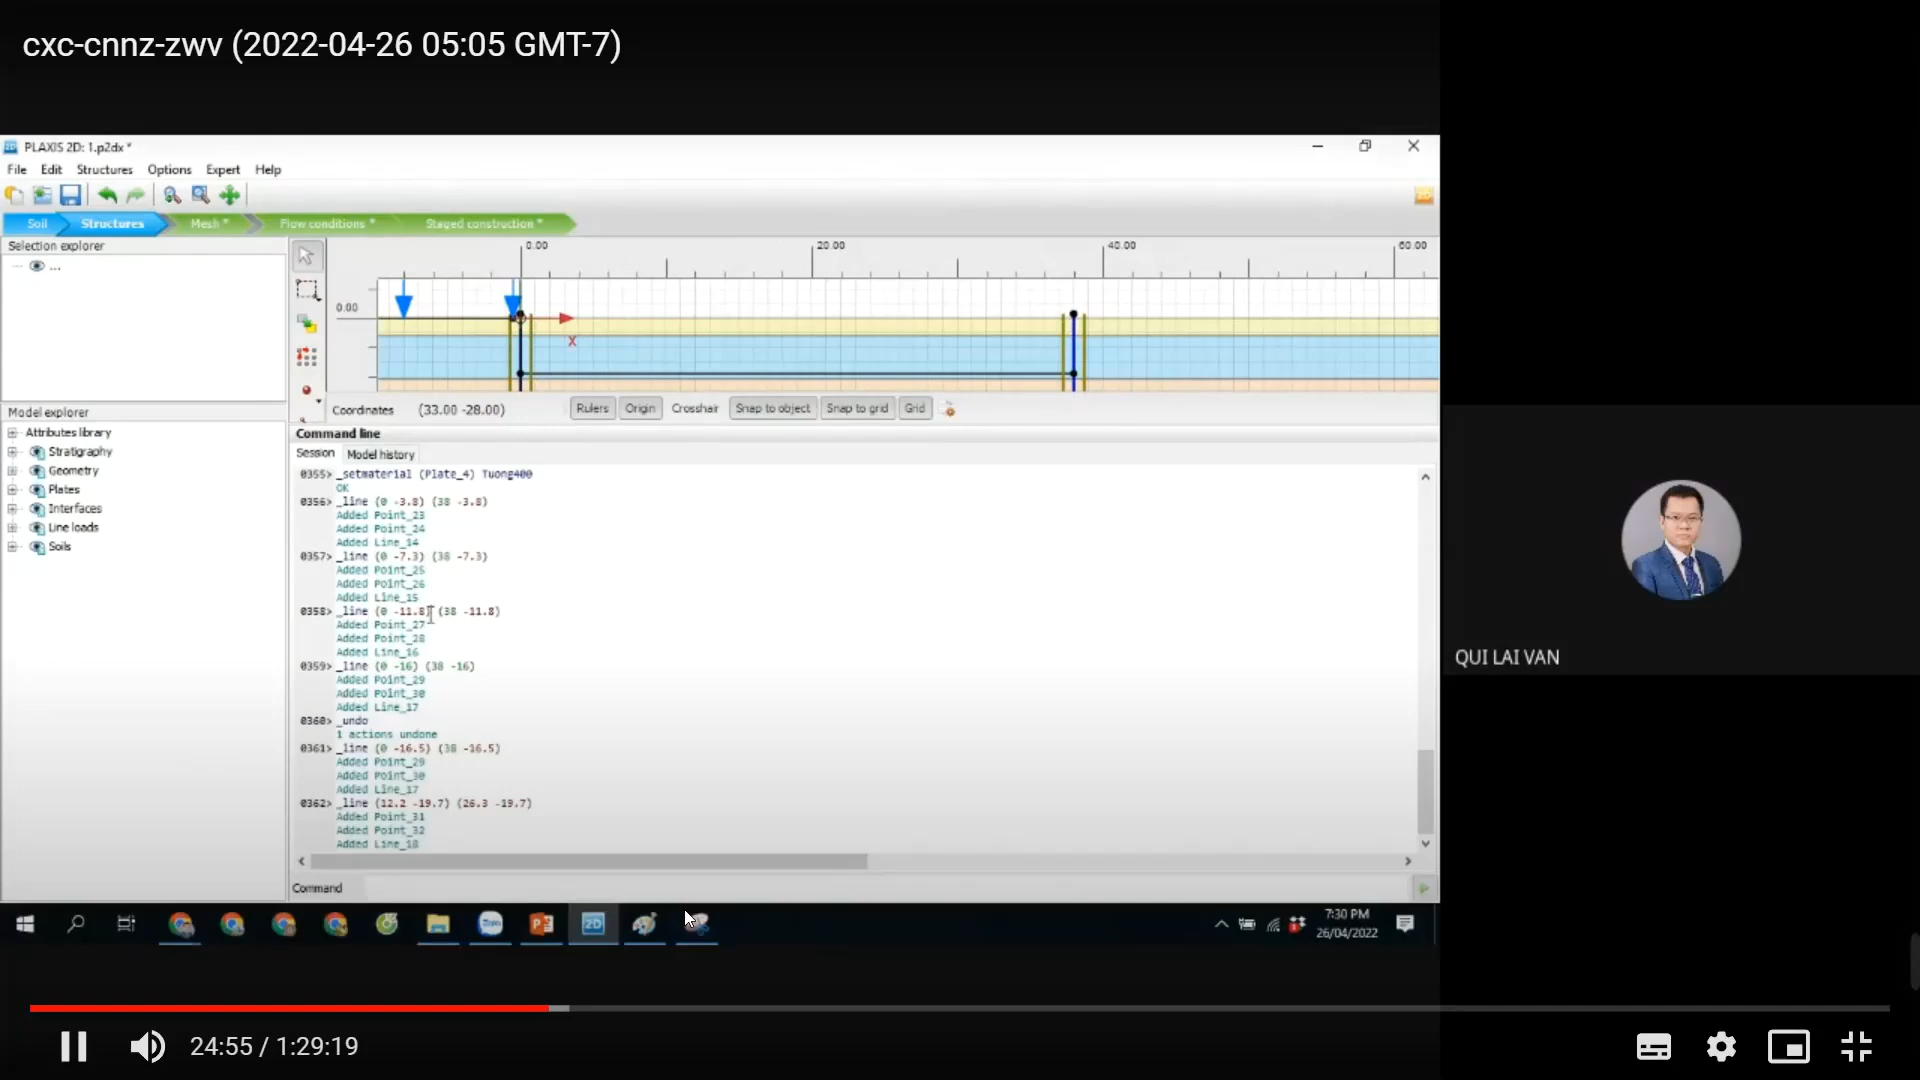 cxc-cnnz-zwv (2022-04-26 05:05 GMT-7)
PLAXIS 2D: 1.p2dx *
File Edit Structures Options Expert Help
Soil Structures Mesh * Flow conditions * Staged construction *
Selection explorer
...
0.00 20.00 40.00 60.00
0.00
x
Coordinates (33.00 -28.00) Rulers Origin Crosshair Snap to object Snap to grid Grid
Model explorer
Attributes library
Stratigraphy
Geometry
Plates
Interfaces
Line loads
Soils
Command line
Session Model history
0355> _setmaterial (Plate_4) Tuong400
OK
0356> _line (0 -3.8) (38 -3.8)
Added Point_23
Added Point_24
Added Line_14
0357> _line (0 -7.3) (38 -7.3)
Added Point_25
Added Point_26
Added Line_15
0358> _line (0 -11.8) (38 -11.8)
Added Point_27
Added Point_28
Added Line_16
0359> _line (0 -16) (38 -16)
Added Point_29
Added Point_30
Added Line_17
0360> _undo
1 actions undone
0361> _line (0 -16.5) (38 -16.5)
Added Point_29
Added Point_30
Added Line_17
0362> _line (12.2 -19.7) (26.3 -19.7)
Added Point_31
Added Point_32
Added Line_18
Command
QUI LAI VAN
2D
7:30 PM
26/04/2022
24:55 / 1:29:19